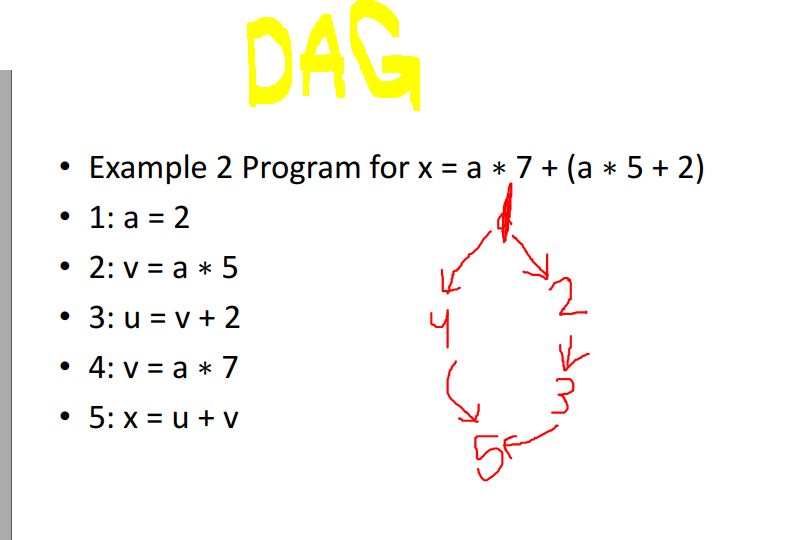 DAG
• Example 2 Program for x = a ∗ 7 + (a ∗ 5 + 2)
• 1: a = 2
• 2: v = a ∗ 5
• 3: u = v + 2
• 4: v = a ∗ 7
• 5: x = u + v
1
4 2
3
5